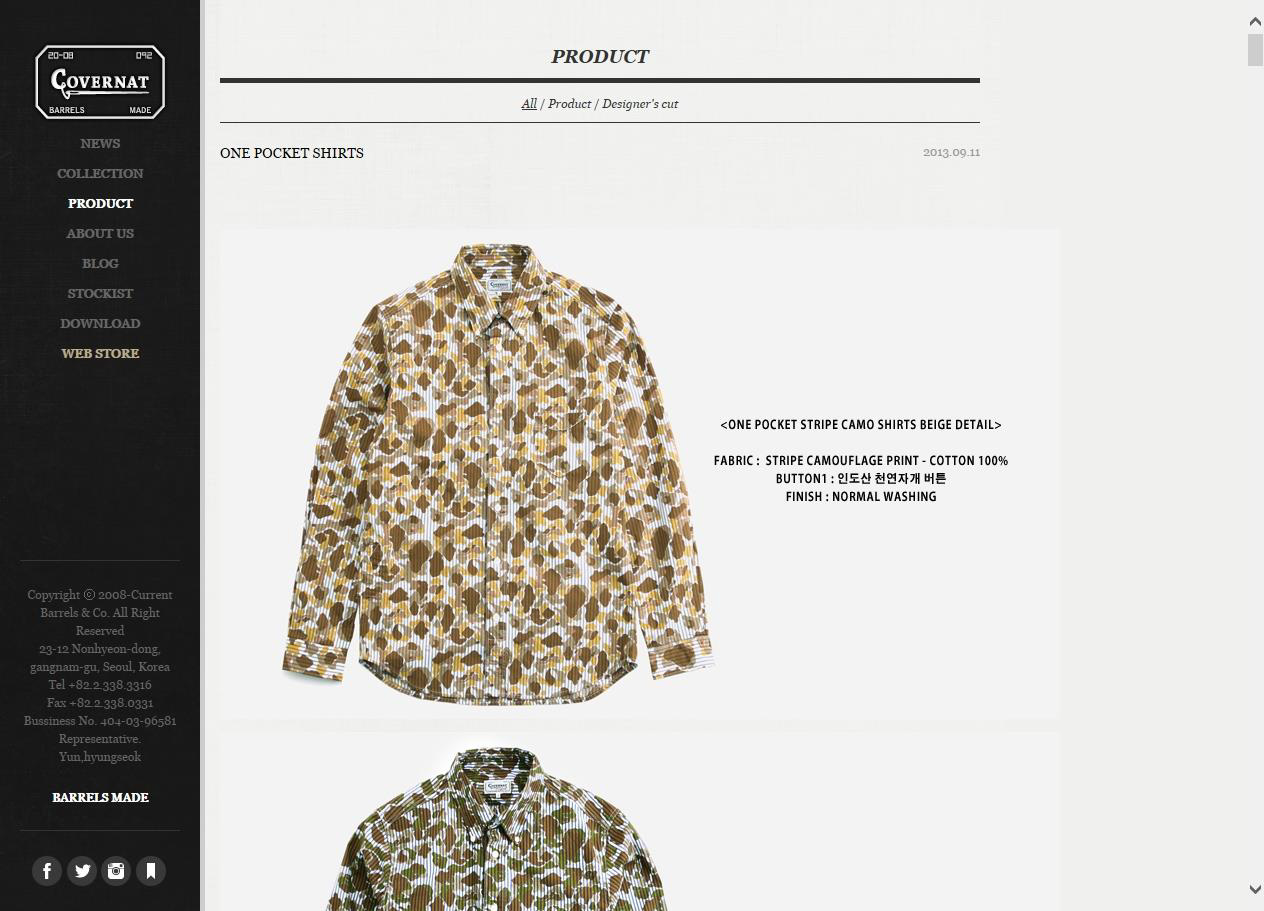 20-08 092
COVERNAT
BARRELS MADE
NEWS
COLLECTION
PRODUCT
ABOUT US
BLOG
STOCKIST
DOWNLOAD
WEB STORE
Copyright ⓒ 2008-Current
Barrels & Co. All Right
Reserved
23-12 Nonhyeon-dong,
gangnam-gu, Seoul, Korea
Tel +82.2.338.3316
Fax +82.2.338.0331
Bussiness No. 404-03-96581
Representative.
Yun,hyungseok
BARRELS MADE
PRODUCT
All / Product / Designer's cut
ONE POCKET SHIRTS 2013.09.11
COVERNAT
<ONE POCKET STRIPE CAMO SHIRTS BEIGE DETAIL>
FABRIC : STRIPE CAMOUFLAGE PRINT - COTTON 100%
BUTTON1 : 인도산 천연자개 버튼
FINISH : NORMAL WASHING
COVERNAT